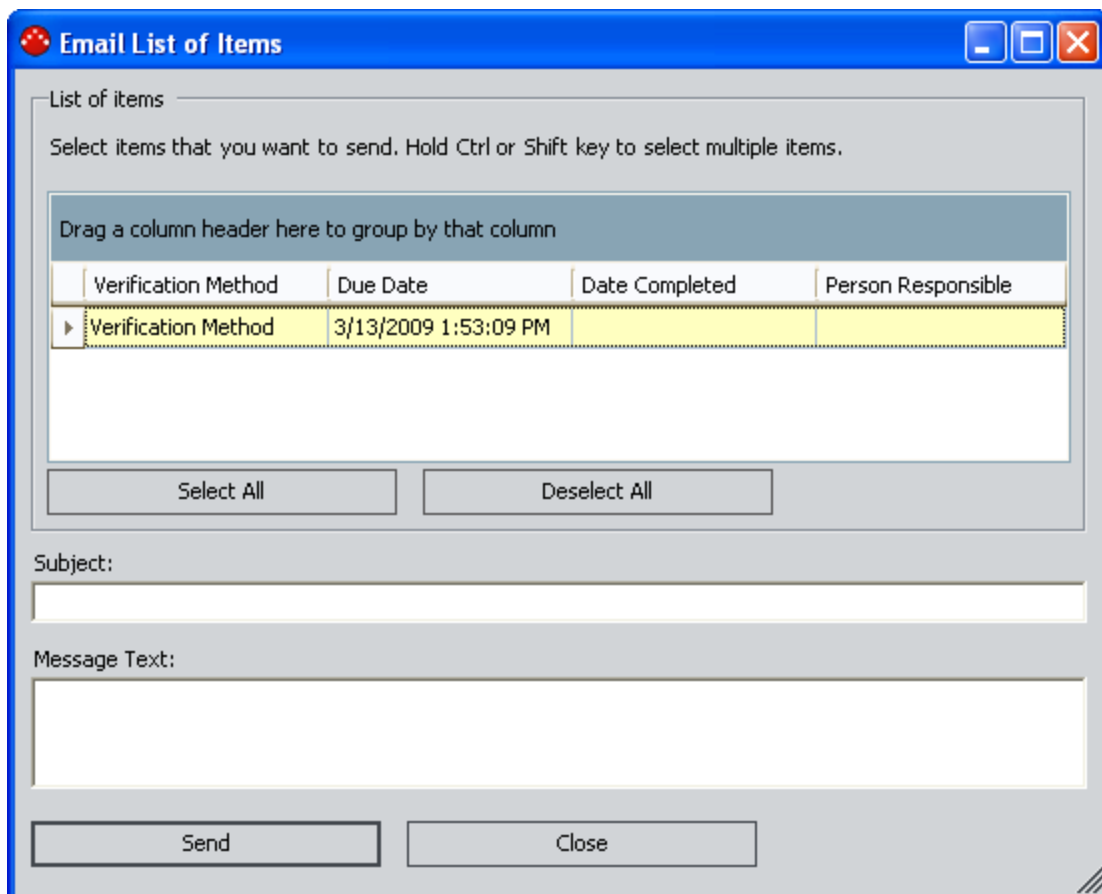 Email List of Items
List of items
Select items that you want to send. Hold Ctrl or Shift key to select multiple items.
Drag a column header here to group by that column
Verification Method Due Date Date Completed Person Responsible
Verification Method 3/13/2009 1:53:09 PM
Select All Deselect All
Subject:
Message Text:
Send Close